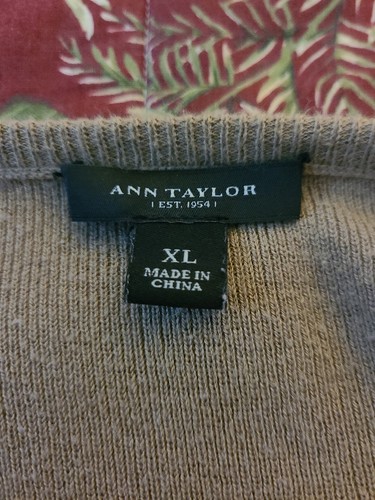 ANN TAYLOR
| EST. 1954 |
XL
MADE IN
CHINA